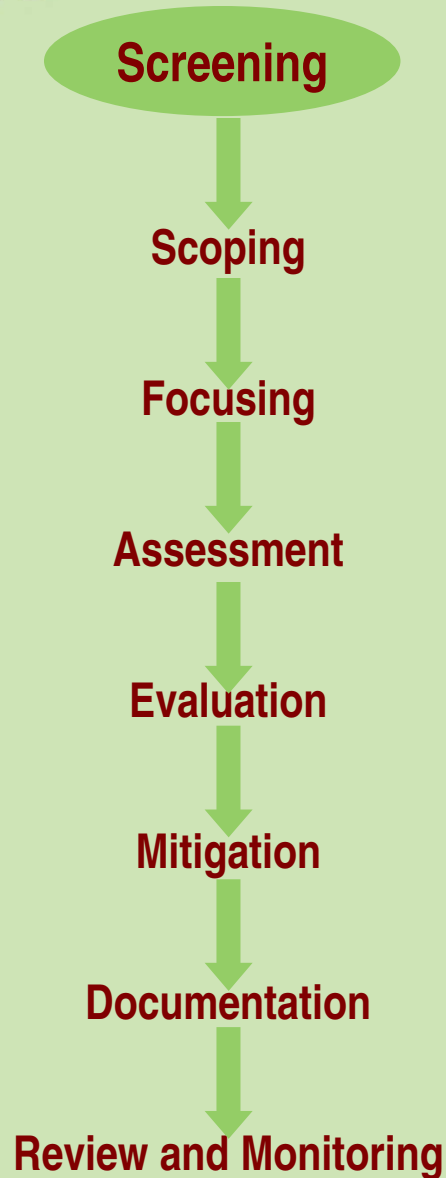 Screening
Scoping
Focusing
Assessment
Evaluation
Mitigation
Documentation
Review and Monitoring